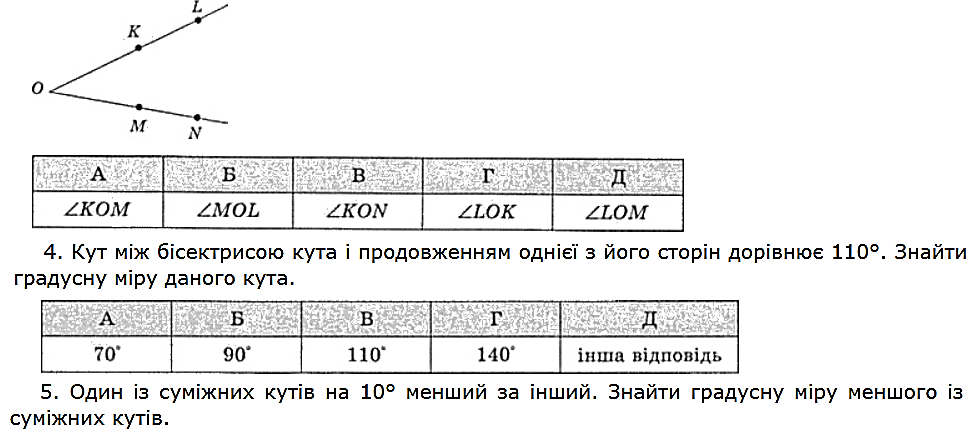 L
K
O
M
N
А Б В Г Д
∠KOM ∠MOL ∠KON ∠LOK ∠LOM
4. Кут між бісектрисою кута і продовженням однієї з його сторін дорівнює 110°. Знайти
градусну міру даного кута.
А Б В Г Д
70° 90° 110° 140° інша відповідь
5. Один із суміжних кутів на 10° менший за інший. Знайти градусну міру меншого із
суміжних кутів.